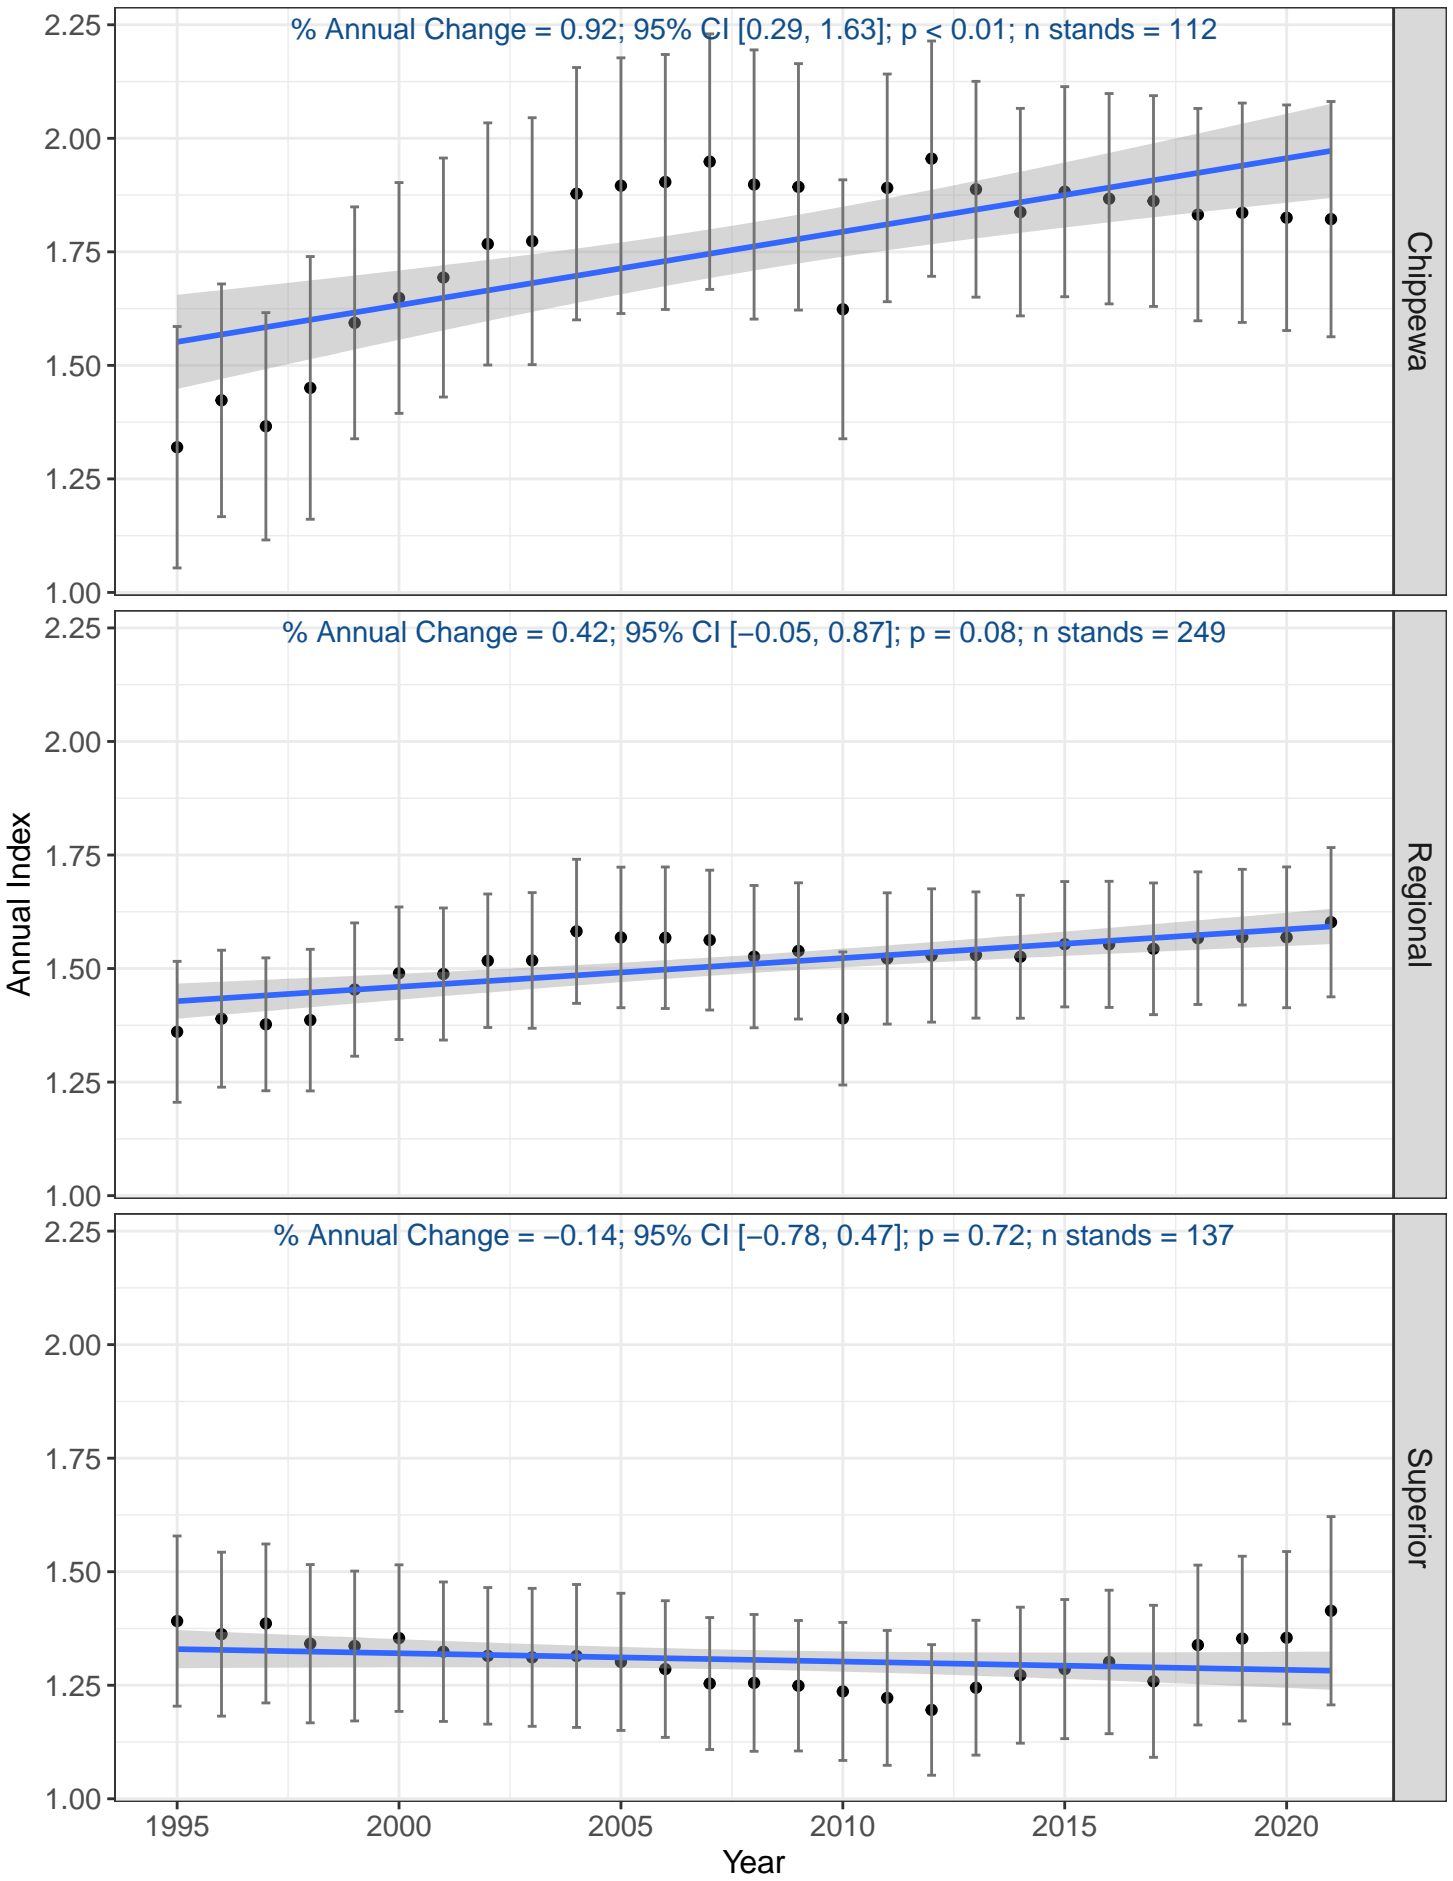 % Annual Change = 0.92; 95% CI [0.29, 1.63]; p < 0.01; n stands = 112
2.25
2.00
1.75
1.50
1.25
1.00
Chippewa
% Annual Change = 0.42; 95% CI [−0.05, 0.87]; p = 0.08; n stands = 249
2.25
2.00
1.75
1.50
1.25
1.00
Regional
Annual Index
% Annual Change = −0.14; 95% CI [−0.78, 0.47]; p = 0.72; n stands = 137
2.25
2.00
1.75
1.50
1.25
1.00
Superior
1995 2000 2005 2010 2015 2020
Year